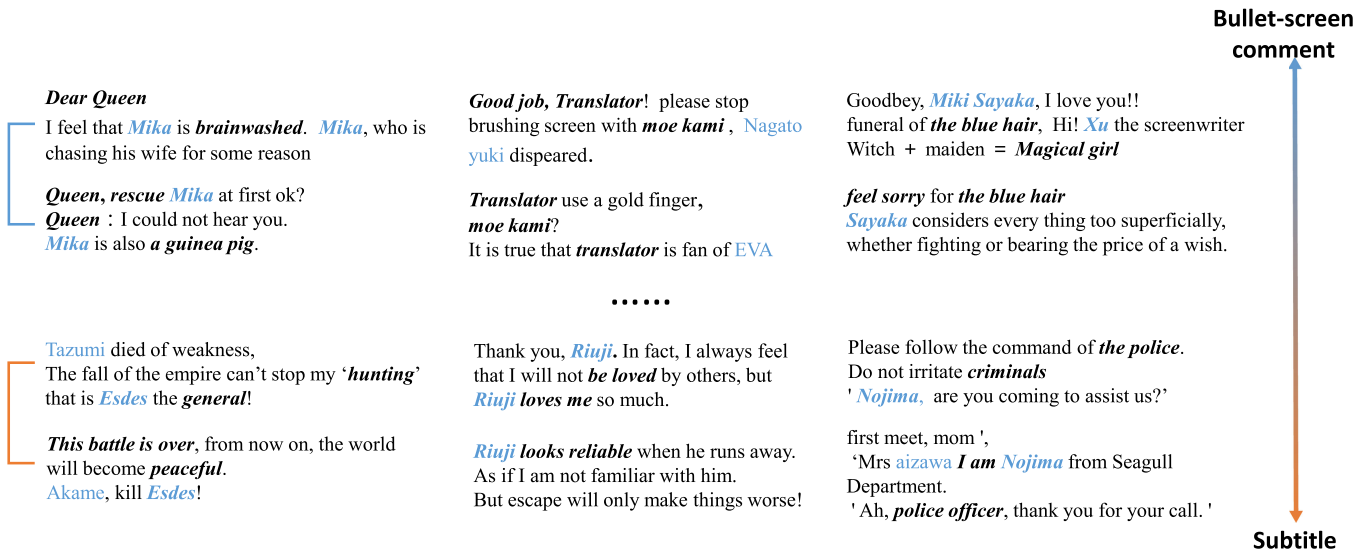 Bullet-screen
comment
Dear Queen
I feel that Mika is brainwashed. Mika, who is
chasing his wife for some reason
Queen, rescue Mika at first ok?
Queen : I could not hear you.
Mika is also a guinea pig.
Good job, Translator! please stop
brushing screen with moe kami , Nagato
yuki dispeared.
Translator use a gold finger,
moe kami?
It is true that translator is fan of EVA
Goodbey, Miki Sayaka, I love you!!
funeral of the blue hair, Hi! Xu the screenwriter
Witch + maiden = Magical girl
feel sorry for the blue hair
Sayaka considers every thing too superficially,
whether fighting or bearing the price of a wish.
……
Tazumi died of weakness,
The fall of the empire can't stop my ‘hunting’
that is Esdes the general!
This battle is over, from now on, the world
will become peaceful.
Akame, kill Esdes!
Thank you, Riuji. In fact, I always feel
that I will not be loved by others, but
Riuji loves me so much.
Riuji looks reliable when he runs away.
As if I am not familiar with him.
But escape will only make things worse!
Please follow the command of the police.
Do not irritate criminals
' Nojima, are you coming to assist us?’
first meet, mom ',
‘Mrs aizawa I am Nojima from Seagull
Department.
' Ah, police officer, thank you for your call. '
Subtitle